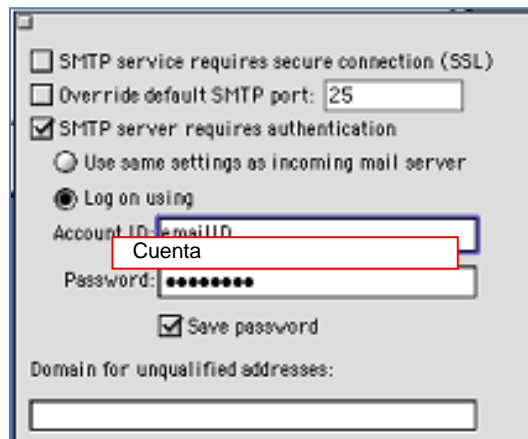 SMTP service requires secure connection (SSL)
Override default SMTP port: 25
SMTP server requires authentication
Use same settings as incoming mail server
Log on using
Account ID: emailID
Cuenta
Password: ●●●●●●●●
Save password
Domain for unqualified addresses: